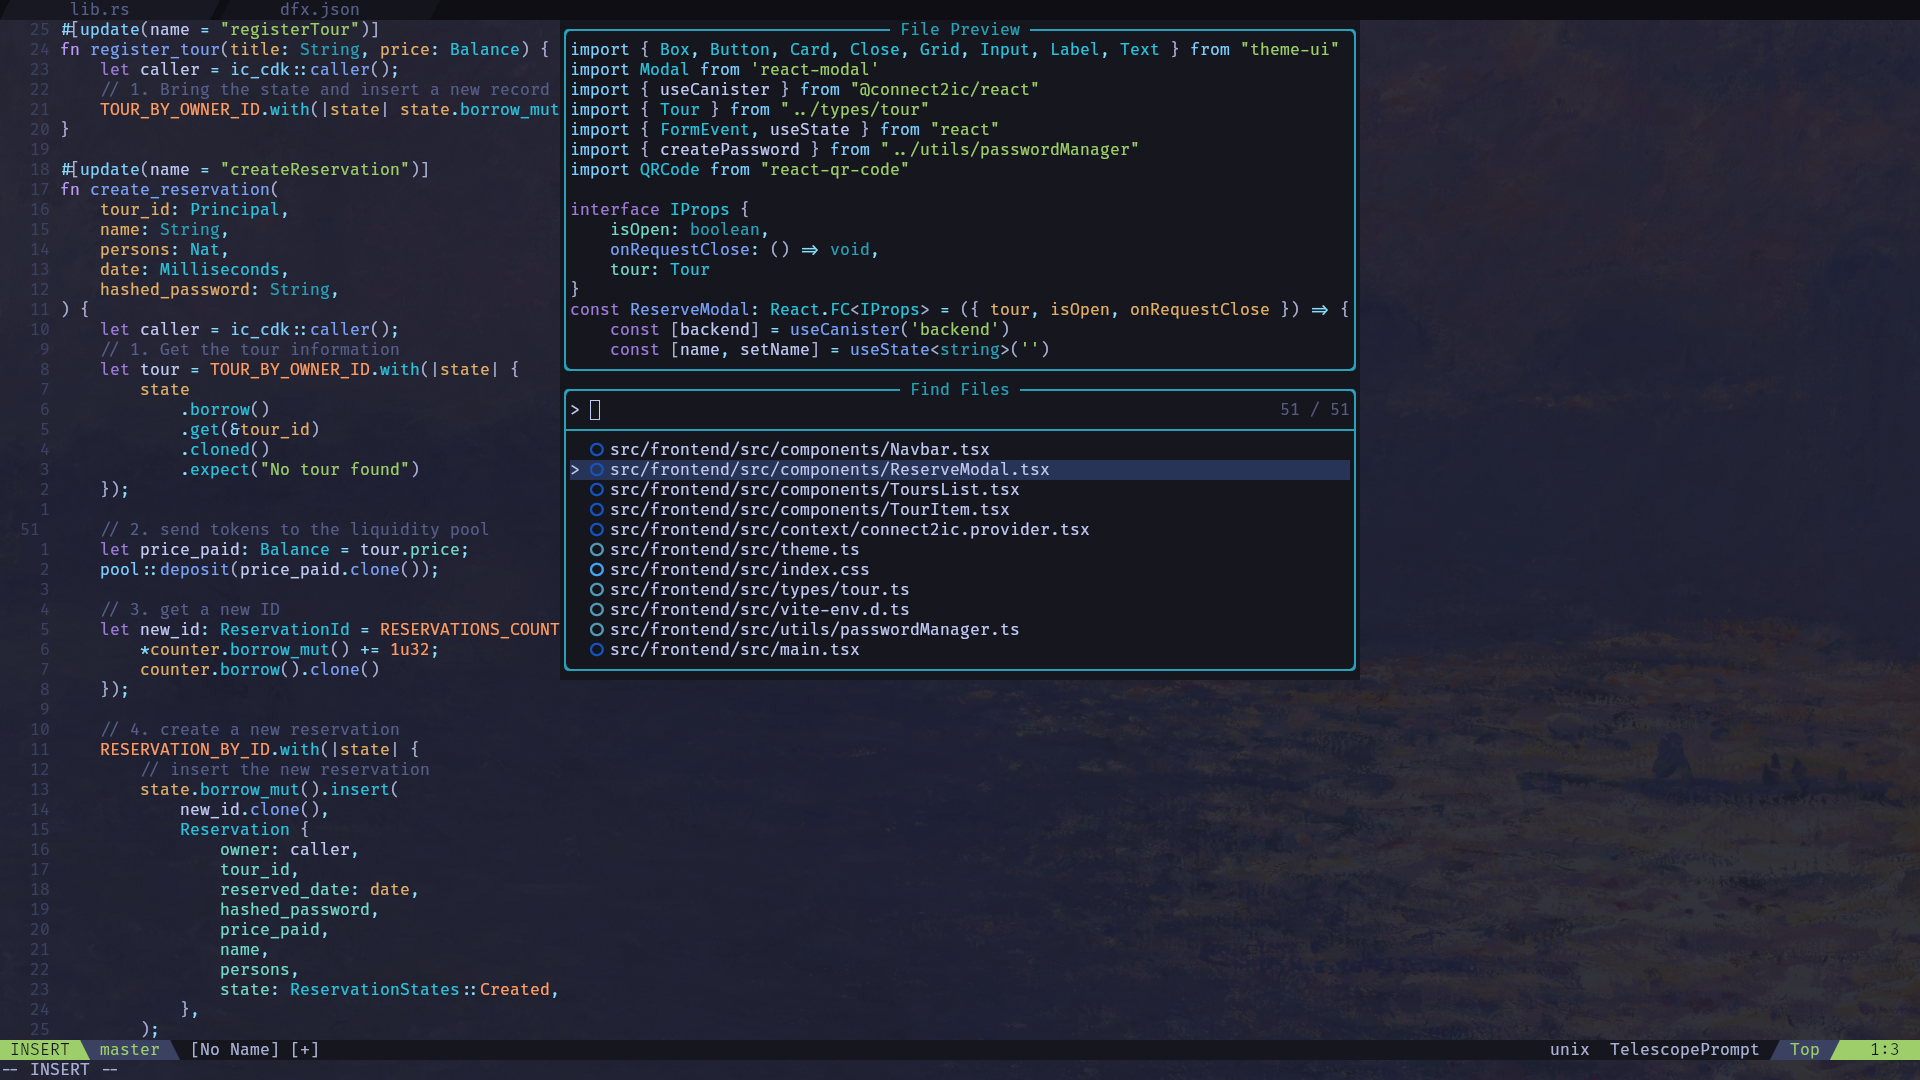 lib.rs dfx.json
25 #[update(name = "registerTour")]
24 fn register_tour(title: String, price: Balance) {
23 let caller = ic_cdk::caller();
22 // 1. Bring the state and insert a new record
21 TOUR_BY_OWNER_ID.with(|state| state.borrow_mut
20 }
19
18 #[update(name = "createReservation")]
17 fn create_reservation(
16 tour_id: Principal,
15 name: String,
14 persons: Nat,
13 date: Milliseconds,
12 hashed_password: String,
11 ) {
10 let caller = ic_cdk::caller();
9 // 1. Get the tour information
8 let tour = TOUR_BY_OWNER_ID.with(|state| {
7 state
6 .borrow()
5 .get(&tour_id)
4 .cloned()
3 .expect("No tour found")
2 });
1
51 // 2. send tokens to the liquidity pool
1 let price_paid: Balance = tour.price;
2 pool::deposit(price_paid.clone());
3
4 // 3. get a new ID
5 let new_id: ReservationId = RESERVATIONS_COUNT
6 *counter.borrow_mut() += 1u32;
7 counter.borrow().clone()
8 });
9
10 // 4. create a new reservation
11 RESERVATION_BY_ID.with(|state| {
12 // insert the new reservation
13 state.borrow_mut().insert(
14 new_id.clone(),
15 Reservation {
16 owner: caller,
17 tour_id,
18 reserved_date: date,
19 hashed_password,
20 price_paid,
21 name,
22 persons,
23 state: ReservationStates::Created,
24 },
25 );
File Preview
import { Box, Button, Card, Close, Grid, Input, Label, Text } from "theme-ui"
import Modal from 'react-modal'
import { useCanister } from "@connect2ic/react"
import { Tour } from "../types/tour"
import { FormEvent, useState } from "react"
import { createPassword } from "../utils/passwordManager"
import QRCode from "react-qr-code"
interface IProps {
isOpen: boolean,
onRequestClose: () => void,
tour: Tour
}
const ReserveModal: React.FC<IProps> = ({ tour, isOpen, onRequestClose }) => {
const [backend] = useCanister('backend')
const [name, setName] = useState<string>('')
Find Files
> 51 / 51
src/frontend/src/components/Navbar.tsx
> src/frontend/src/components/ReserveModal.tsx
src/frontend/src/components/ToursList.tsx
src/frontend/src/components/TourItem.tsx
src/frontend/src/context/connect2ic.provider.tsx
src/frontend/src/theme.ts
src/frontend/src/index.css
src/frontend/src/types/tour.ts
src/frontend/src/vite-env.d.ts
src/frontend/src/utils/passwordManager.ts
src/frontend/src/main.tsx
INSERT master [No Name] [+] unix TelescopePrompt Top 1:3
-- INSERT --